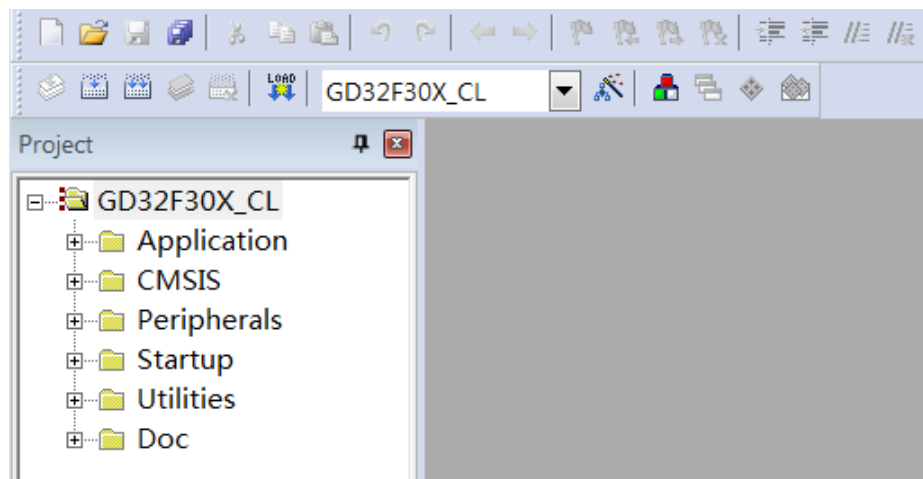 LOAD
GD32F30X_CL
Project
GD32F30X_CL
Application
CMSIS
Peripherals
Startup
Utilities
Doc